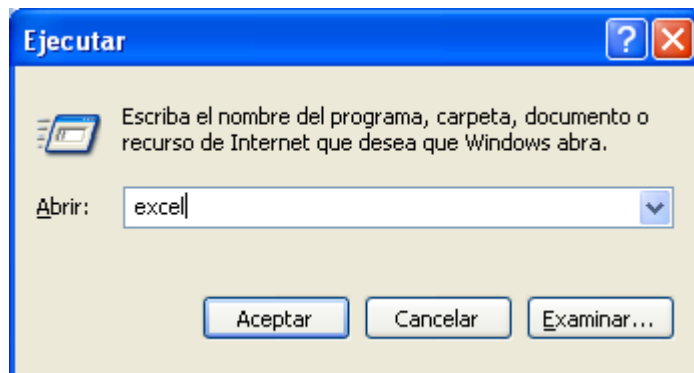 Ejecutar
Escriba el nombre del programa, carpeta, documento o
recurso de Internet que desea que Windows abra.
Abrir: excel
Aceptar Cancelar Examinar...